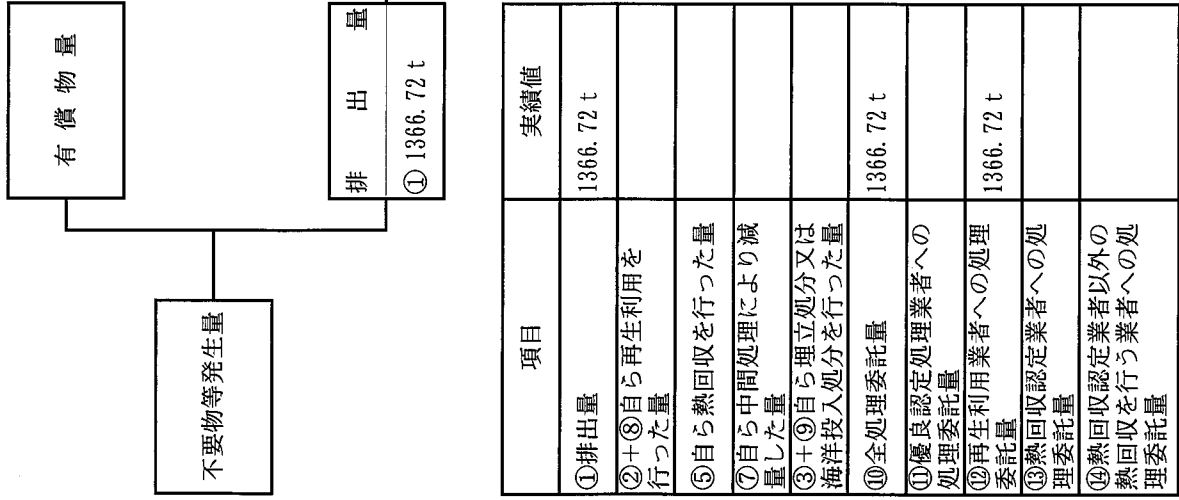 有償物量
不要物等発生量
排出量
① 1366.72 t
項目
実績値
①排出量
1366.72 t
②+⑧自ら再生利用を
行った量
⑤自ら熱回収を行った量
⑦自ら中間処理により減
量した量
③+⑨自ら埋立処分又は
海洋投入処分を行った量
⑩全処理委託量
1366.72 t
⑪優良認定処理業者への
処理委託量
⑫再生利用業者への処理
委託量
1366.72 t
⑬熱回収認定業者への処
理委託量
⑭熱回収認定業者以外の
熱回収を行う業者への処
理委託量